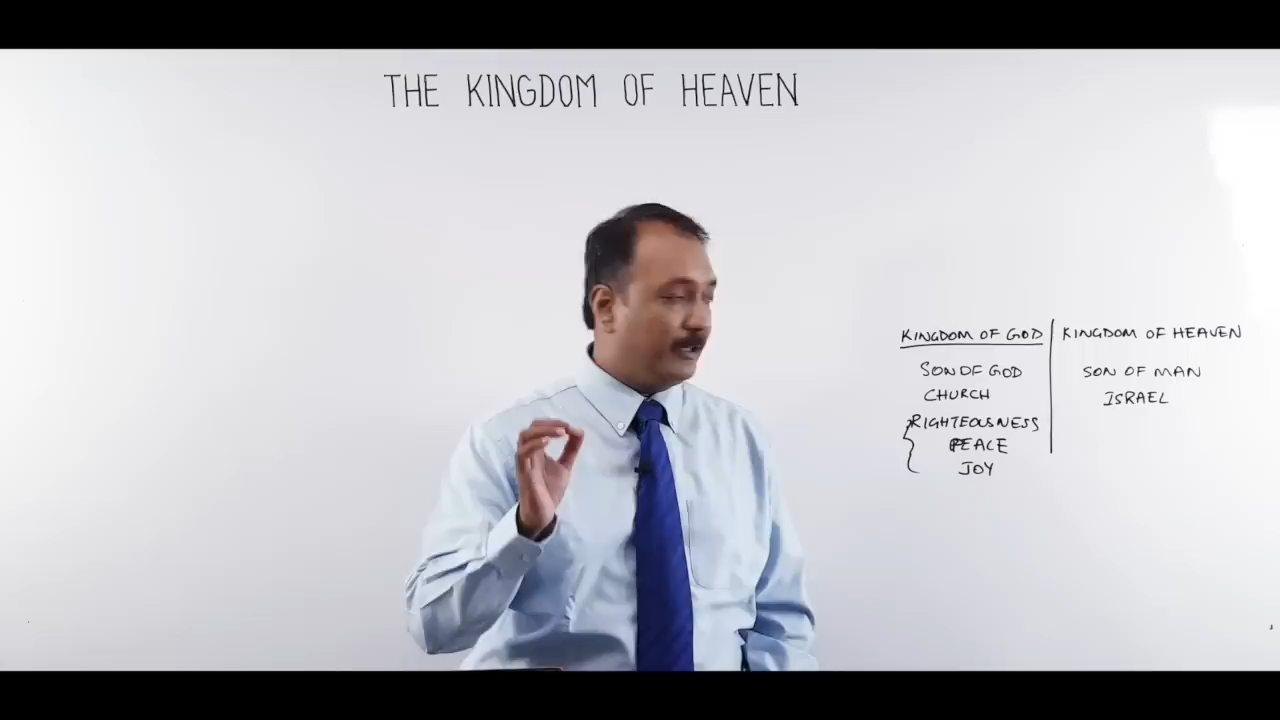 THE KINGDOM OF HEAVEN
KINGDOM OF GOD
SON OF GOD
CHURCH
RIGHTEOUSNESS
PEACE
JOY
KINGDOM OF HEAVEN
SON OF MAN
ISRAEL